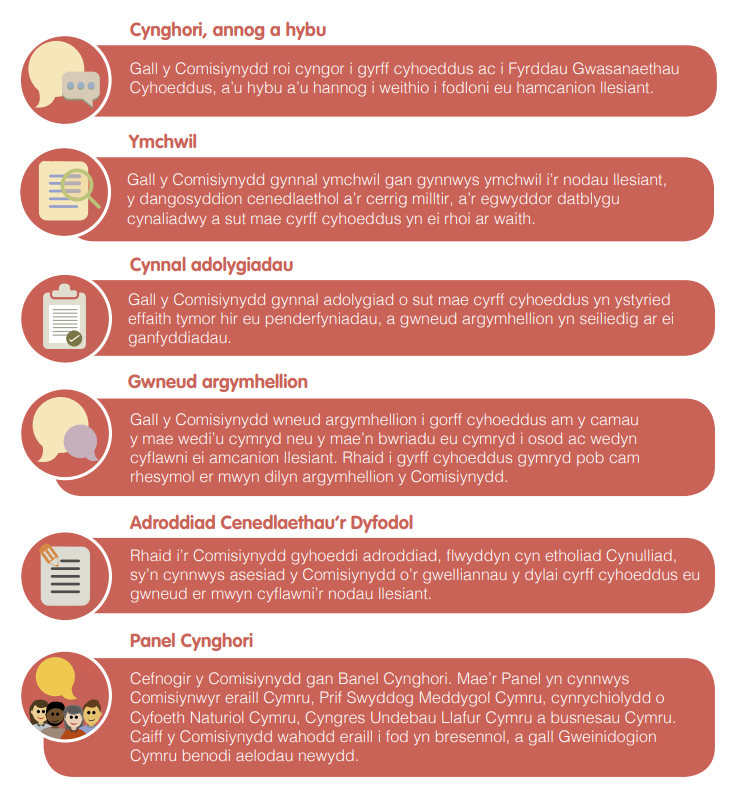 Cynghori, annog a hybu
Gall y Comisiynydd roi cyngor i gyrff cyhoeddus ac i Fyrddau Gwasanaethau
Cyhoeddus, a'u hybu a'u hannog i weithio i fodloni eu hamcanion llesiant.
Ymchwil
Gall y Comisiynydd gynnal ymchwil gan gynnwys ymchwil i'r nodau llesiant,
y dangosyddion cenedlaethol a'r cerrig milltir, a'r egwyddor datblygu
cynaliadwy a sut mae cyrff cyhoeddus yn ei rhoi ar waith.
Cynnal adolygiadau
Gall y Comisiynydd gynnal adolygiad o sut mae cyrff cyhoeddus yn ystyried
effaith tymor hir eu penderfyniadau, a gwneud argymhellion yn seiliedig ar ei
ganfyddiadau.
Gwneud argymhellion
Gall y Comisiynydd wneud argymhellion i gorff cyhoeddus am y camau
y mae wedi'u cymryd neu y mae'n bwriadu eu cymryd i osod ac wedyn
cyflawni ei amcanion llesiant. Rhaid i gyrff cyhoeddus gymryd pob cam
rhesymol er mwyn dilyn argymhellion y Comisiynydd.
Adroddiad Cenedlaethau'r Dyfodol
Rhaid i'r Comisiynydd gyhoeddi adroddiad, flwyddyn cyn etholiad Cynulliad,
sy'n cynnwys asesiad y Comisiynydd o'r gwelliannau y dylai cyrff cyhoeddus eu
gwneud er mwyn cyflawni'r nodau llesiant.
Panel Cynghori
Cefnogir y Comisiynydd gan Banel Cynghori. Mae'r Panel yn cynnwys
Comisiynwyr eraill Cymru, Prif Swyddog Meddygol Cymru, cynrychiolydd o
Cyfoeth Naturiol Cymru, Cyngres Undebau Llafur Cymru a busnesau Cymru.
Caiff y Comisiynydd wahodd eraill i fod yn bresennol, a gall Gweinidogion
Cymru benodi aelodau newydd.